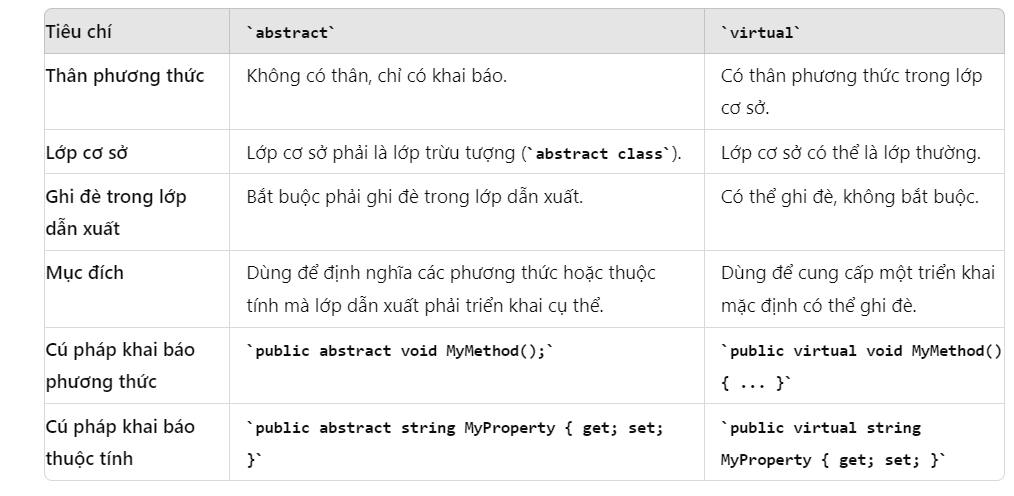 Tiêu chí `abstract` `virtual`
Thân phương thức Không có thân, chỉ có khai báo. Có thân phương thức trong lớp
cơ sở.
Lớp cơ sở Lớp cơ sở phải là lớp trừu tượng (`abstract class`). Lớp cơ sở có thể là lớp thường.
Ghi đè trong lớp Bắt buộc phải ghi đè trong lớp dẫn xuất. Có thể ghi đè, không bắt buộc.
dẫn xuất
Mục đích Dùng để định nghĩa các phương thức hoặc thuộc Dùng để cung cấp một triển khai
tính mà lớp dẫn xuất phải triển khai cụ thể. mặc định có thể ghi đè.
Cú pháp khai báo `public abstract void MyMethod();` `public virtual void MyMethod()
phương thức { ... }`
Cú pháp khai báo `public abstract string MyProperty { get; set; `public virtual string
thuộc tính }` MyProperty { get; set; }`